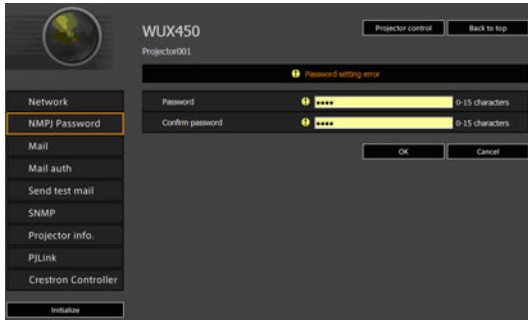 WUX450
Projector control
Back to top
Projector001
Password setting error
Network
NMPJ Password
Mail
Mail auth
Send test mail
SNMP
Projector info.
PJLink
Crestron Controller
Initialize
Password
•••• 0-15 characters
Confirm password
•••• 0-15 characters
OK
Cancel